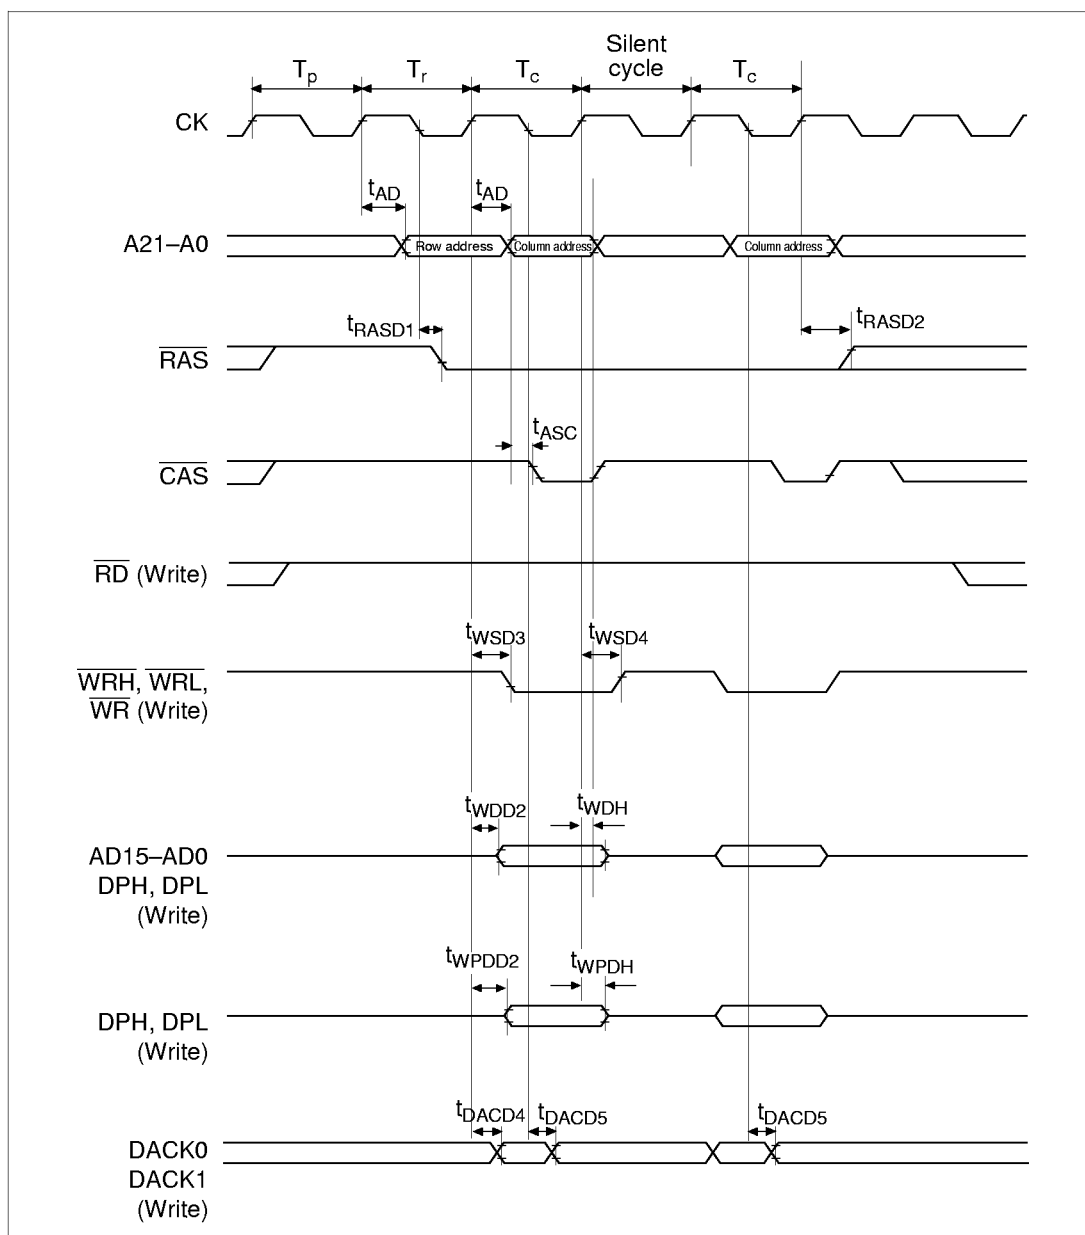 Silent
cycle
Tp Tr Tc Tc
CK
tAD tAD
A21–A0 Row address Column address Column address
tRASD1 tRASD2
RAS
tASC
CAS
RD (Write)
tWSD3 tWSD4
WRH, WRL,
WR (Write)
tWDD2 tWDH
AD15–AD0
DPH, DPL
(Write)
tWPDD2 tWPDH
DPH, DPL
(Write)
tDACD4 tDACD5 tDACD5
DACK0
DACK1
(Write)